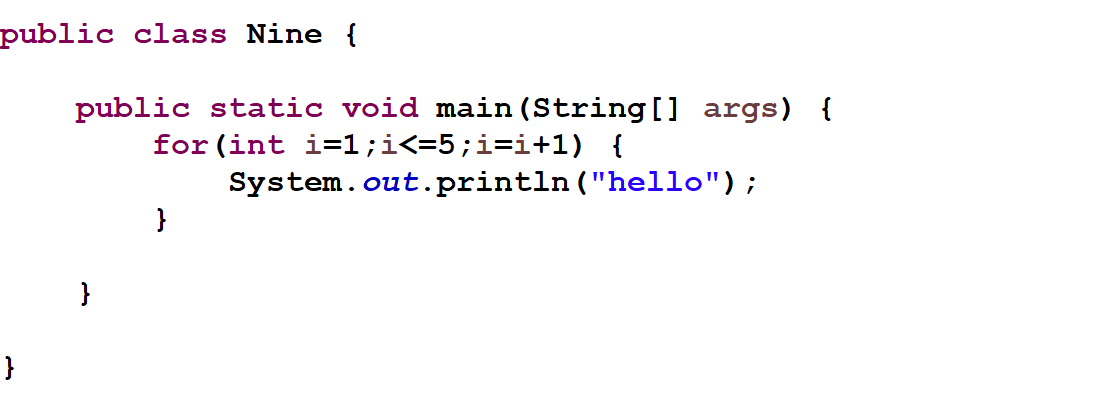 public class Nine {
public static void main(String[] args) {
for(int i=1;i<=5;i=i+1) {
System.out.println("hello");
}
}
}